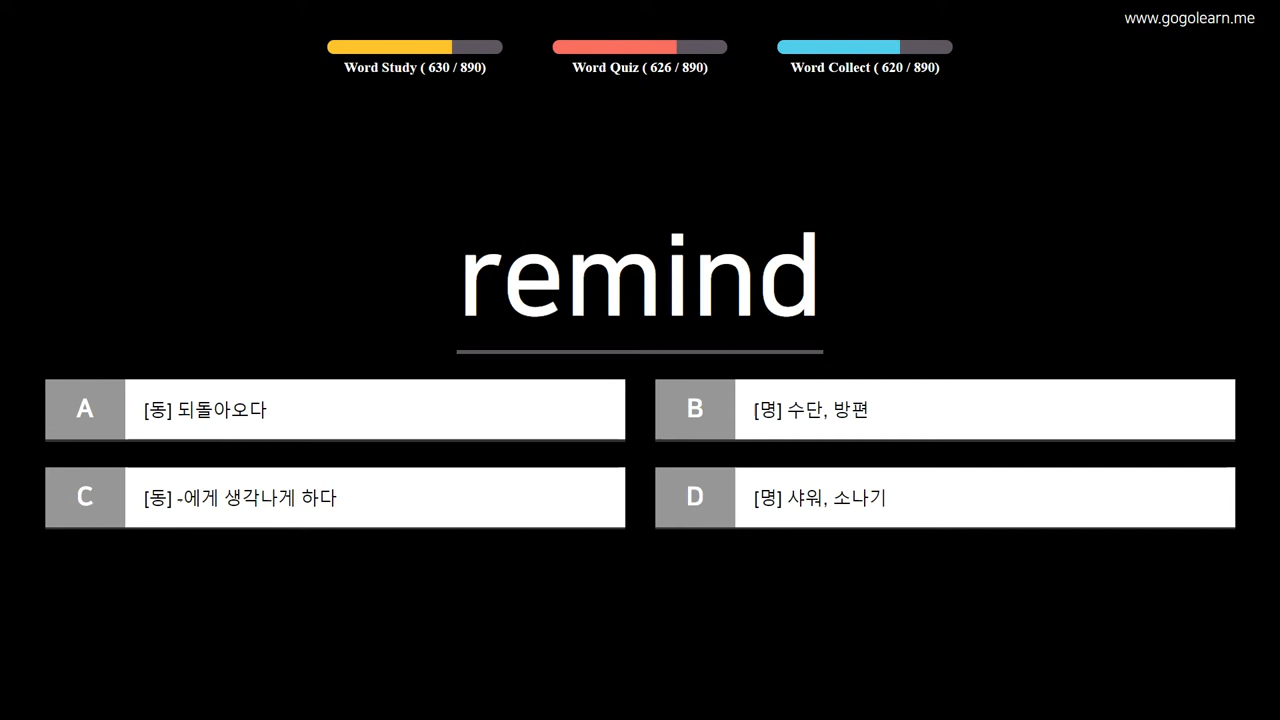 www.gogolearn.me
Word Study ( 630 / 890)
Word Quiz ( 626 / 890)
Word Collect ( 620 / 890)
remind
A [동] 되돌아오다
B [명] 수단, 방편
C [동] -에게 생각나게 하다
D [명] 샤워, 소나기